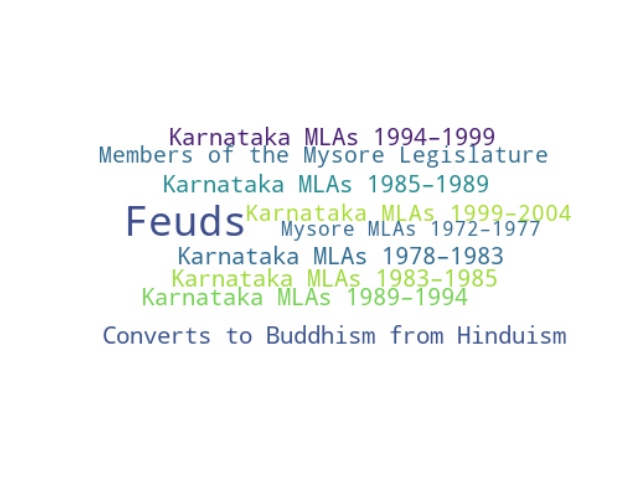 Karnataka MLAs 1994–1999
Members of the Mysore Legislature
Karnataka MLAs 1985–1989
Feuds
Karnataka MLAs 1999–2004
Mysore MLAs 1972–1977
Karnataka MLAs 1978–1983
Karnataka MLAs 1983–1985
Karnataka MLAs 1989–1994
Converts to Buddhism from Hinduism